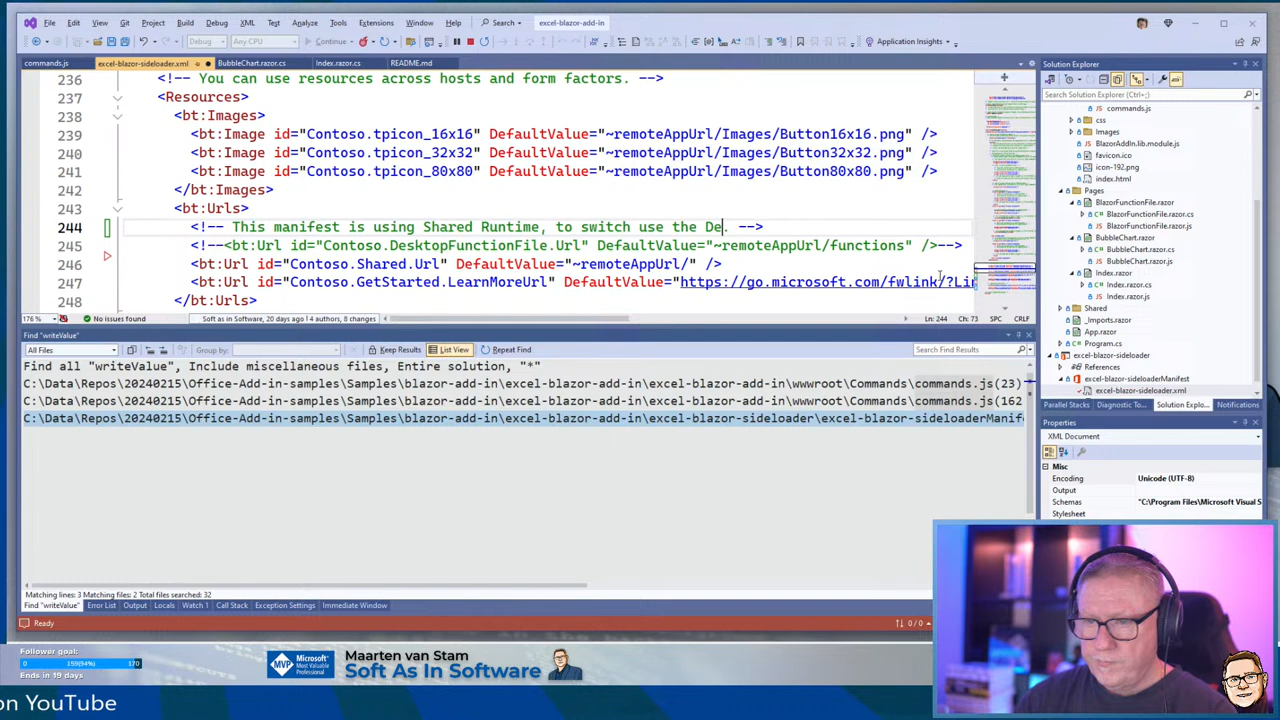 File Edit View Git Project Build Debug XML Test Analyze Tools Extensions Window Help Search excel-blazor-add-in
Debug Any CPU Continue Application Insights
commands.js excel-blazor-sideloader.xml BubbleChart.razor.cs Index.razor.cs README.md
236 <!-- You can use resources across hosts and form factors. -->
237 <Resources>
238 <bt:Images>
239 <bt:Image id="Contoso.tpicon_16x16" DefaultValue="~remoteAppUrl/Images/Button16x16.png" />
240 <bt:Image id="Contoso.tpicon_32x32" DefaultValue="~remoteAppUrl/Images/Button32x32.png" />
241 <bt:Image id="Contoso.tpicon_80x80" DefaultValue="~remoteAppUrl/Images/Button80x80.png" />
242 </bt:Images>
243 <bt:Urls>
244 <!-- This manifest is using Shared Runtime, to switch use the De. -->
245 <!--<bt:Url id="Contoso.DesktopFunctionFile.Url" DefaultValue="~remoteAppUrl/functions" />-->
246 <bt:Url id="Contoso.Shared.Url" DefaultValue="~remoteAppUrl/" />
247 <bt:Url id="Contoso.GetStarted.LearnMoreUrl" DefaultValue="https://go.microsoft.com/fwlink/?Lin
248 </bt:Urls>
176 % No issues found Soft as in Software, 20 days ago | 4 authors, 8 changes Ln: 244 Ch: 73 SPC CRLF
Find "writeValue"
All Files Group by: Keep Results List View Repeat Find Search Find Results
Find all "writeValue", Include miscellaneous files, Entire solution, "*"
C:\Data\Repos\20240215\Office-Add-in-samples\Samples\blazor-add-in\excel-blazor-add-in\excel-blazor-add-in\wwwroot\Commands\commands.js(23)
C:\Data\Repos\20240215\Office-Add-in-samples\Samples\blazor-add-in\excel-blazor-add-in\excel-blazor-add-in\wwwroot\Commands\commands.js(162
C:\Data\Repos\20240215\Office-Add-in-samples\Samples\blazor-add-in\excel-blazor-add-in\excel-blazor-sideloader\excel-blazor-sideloaderManif
Matching lines: 3 Matching files: 2 Total files searched: 32
Find "writeValue" Error List Output Locals Watch 1 Call Stack Exception Settings Immediate Window
Ready 0 / 0
Solution Explorer
Search Solution Explorer (Ctrl+;)
commands.js
css
Images
BlazorAddIn.lib.module.js
favicon.ico
icon-192.png
index.html
Pages
BlazorFunctionFile.razor
BlazorFunctionFile.razor.cs
BlazorFunctionFile.razor.js
BubbleChart.razor
BubbleChart.razor.js
Index.razor
Index.razor.cs
Index.razor.js
Shared
_Imports.razor
App.razor
Program.cs
excel-blazor-sideloader
References
excel-blazor-sideloaderManifest
excel-blazor-sideloader.xml
Parallel Stacks Diagnostic To... Solution Explo... Notifications
Properties
XML Document
Misc
Encoding Unicode (UTF-8)
Output
Schemas "C:\Program Files\Microsoft Visual S
Stylesheet
Follower goal:
0 159(94%) 170
Ends in 19 days
MVP Microsoft Most Valuable Professional
Maarten van Stam
Soft As In Software
on YouTube